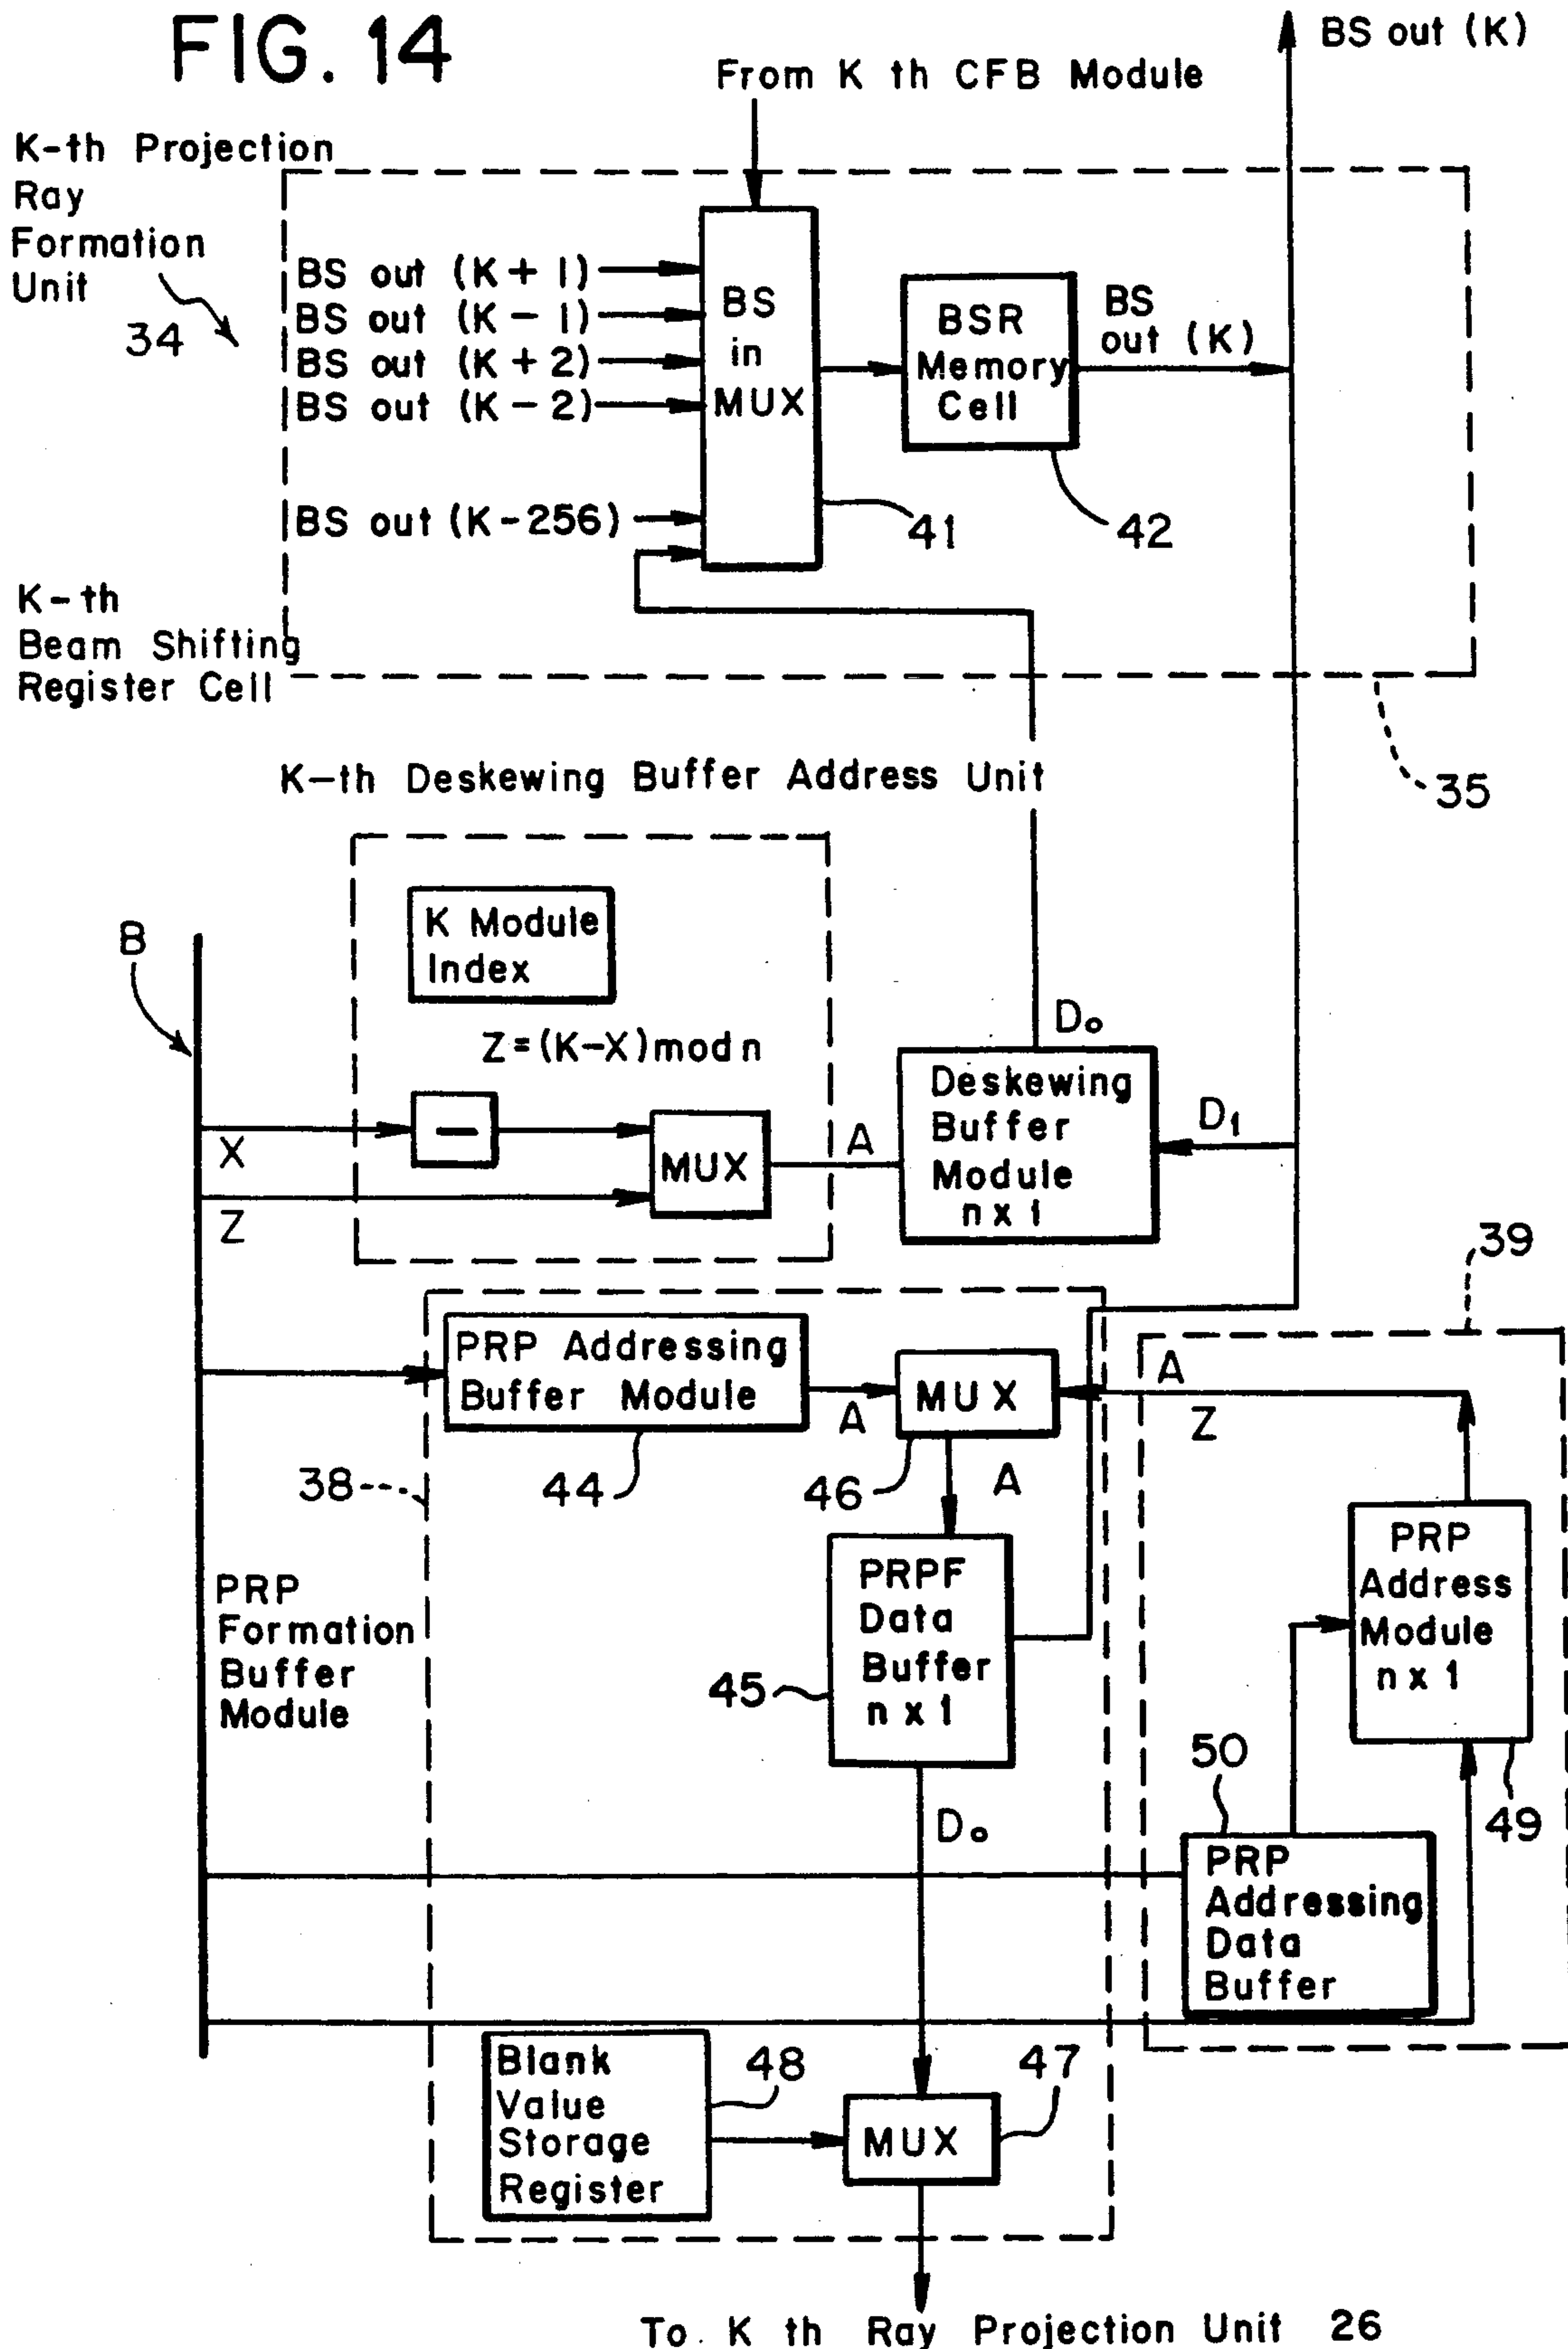 FIG. 14
BS out (K)
From K th CFB Module
K-th Projection
Ray
Formation
Unit
34
BS out (K + 1)
BS out (K - 1)
BS out (K + 2)
BS out (K - 2)
BS out (K-256)
BS
in
MUX
BSR
Memory
Cell
BS
out (K)
41
42
K-th
Beam Shifting
Register Cell
35
K-th Deskewing Buffer Address Unit
B
K Module
Index
Z=(K-X)mod n
X
—
Z
MUX
A
Do
Deskewing
Buffer
Module
n x 1
D1
39
PRP Addressing
Buffer Module
A
MUX
A
Z
38
44
46
A
PRP
Formation
Buffer
Module
PRPF
Data
Buffer
n x 1
45
PRP
Address
Module
n x 1
50
49
Do
PRP
Addressing
Data
Buffer
Blank
Value
Storage
Register
48
MUX
47
To K th Ray Projection Unit 26